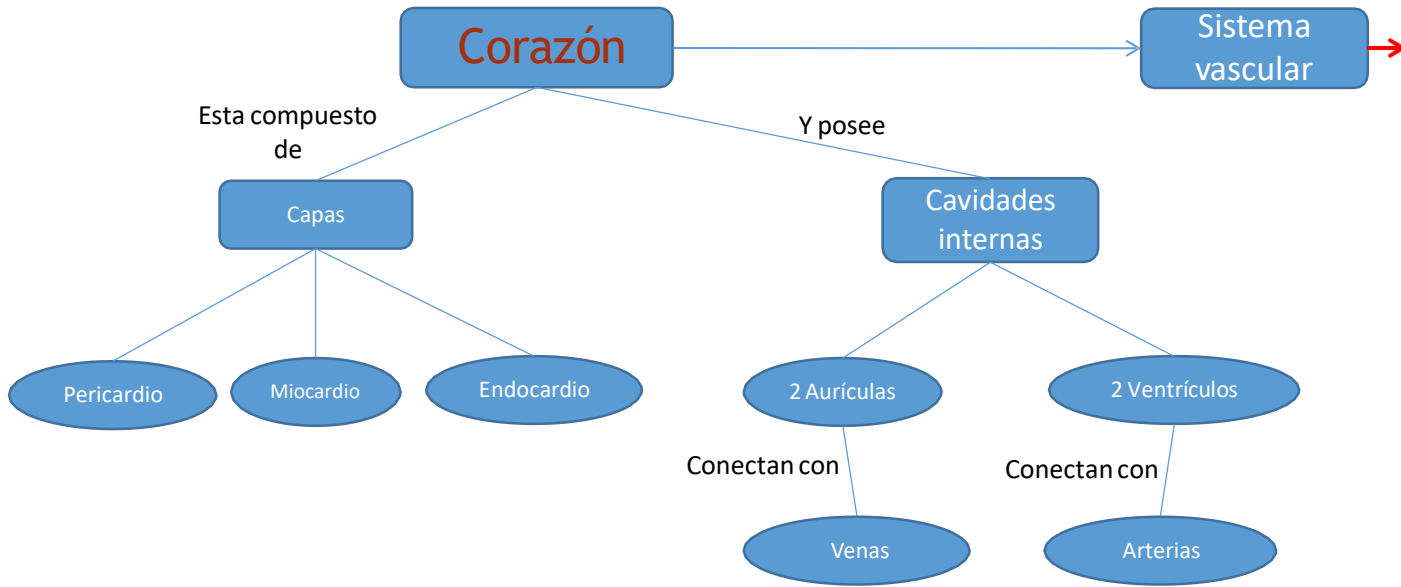 Corazón
Sistema
vascular
Esta compuesto
de
Y posee
Capas
Cavidades
internas
Pericardio
Miocardio
Endocardio
2 Aurículas
2 Ventrículos
Conectan con
Conectan con
Venas
Arterias